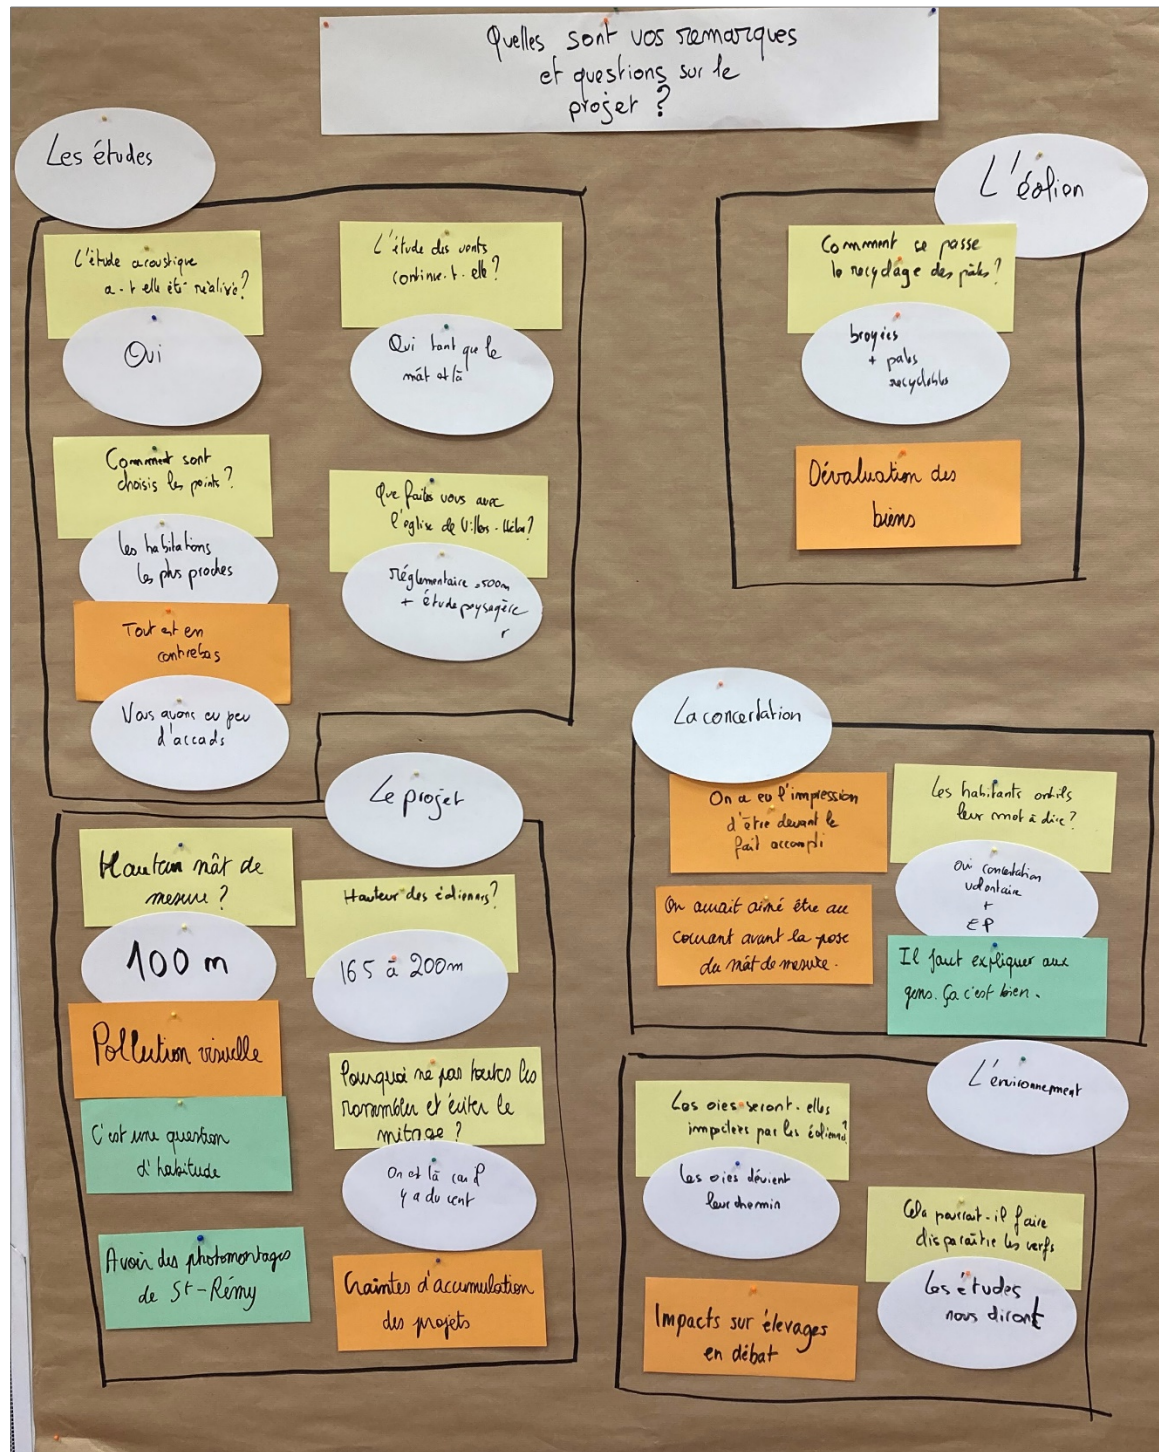 Quelles sont vos remarques
et questions sur le
projet ?
Les études
L'étude acoustique
a-t-elle été réalisée?
Oui
L'étude des vents
continue-t-elle?
Oui tant que le
mât est là
Comment sont
choisis les points?
les habitations
les plus proches
Tout est en
contrebas
Vous avons eu peu
d'accads
Que faites vous avec
l'église de Villers-
Réglementaire >500m
+ étude paysagère
r
L'éolien
Comment se passe
le recyclage des pales?
broyées
+ pales
recyclables
Dévaluation des
biens
Le projet
Hauteur mât de
mesure ?
100 m
Pollution visuelle
C'est une question
d'habitude
Avoir des photomontages
de St-Rémy
Hauteur des éoliennes?
165 à 200m
Pourquoi ne pas toutes les
rassembler et éviter le
mitage ?
On est là car il
y a du vent
Craintes d'accumulation
des projets
La concertation
On a eu l'impression
d'être devant le
fait accompli
On aurait aimé être au
courant avant la pose
du mât de mesure.
Les habitants ont ils
leur mot à dire?
Oui concertation
volontaire
+
EP
Il faut expliquer aux
gens. Ça c'est bien.
L'environnement
Les oies seront-elles
impactées par les éoliennes?
Les oies dévient
leur chemin
Impacts sur élevages
en débat
Cela pourrait-il faire
disparaître les cerfs
Les études
nous diront